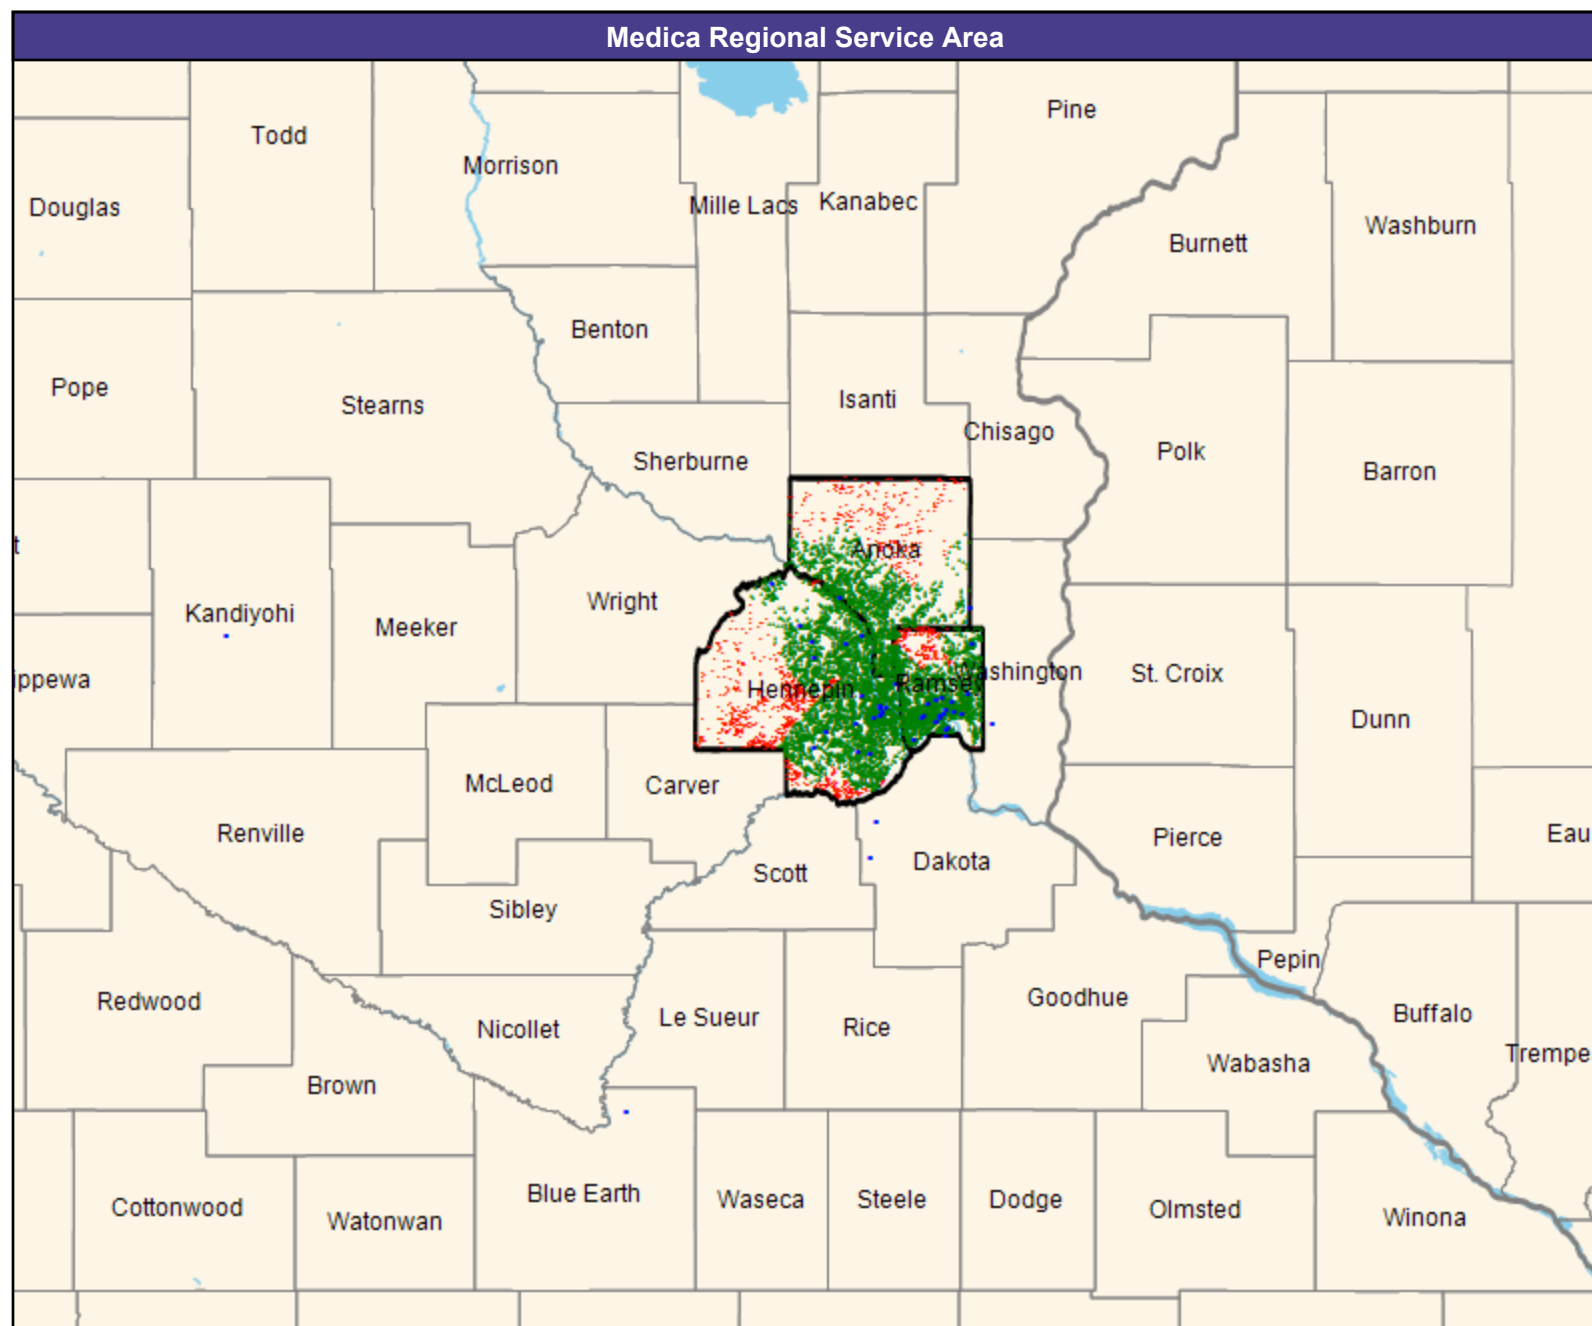 Medica Regional Service Area
Pine
Todd
Morrison
Douglas
Mille Lacs
Kanabec
Washburn
Burnett
Benton
Pope
Stearns
Isanti
Chisago
Polk
Sherburne
Barron
t
Anoka
Kandiyohi
Wright
Meeker
ippewa
Hennepin
Ramsey
Washington
St. Croix
Dunn
McLeod
Carver
Renville
Pierce
Eau
Scott
Dakota
Sibley
Pepin
Redwood
Goodhue
Nicollet
Le Sueur
Rice
Buffalo
Trempe
Wabasha
Brown
Blue Earth
Waseca
Steele
Dodge
Cottonwood
Olmsted
Watonwan
Winona